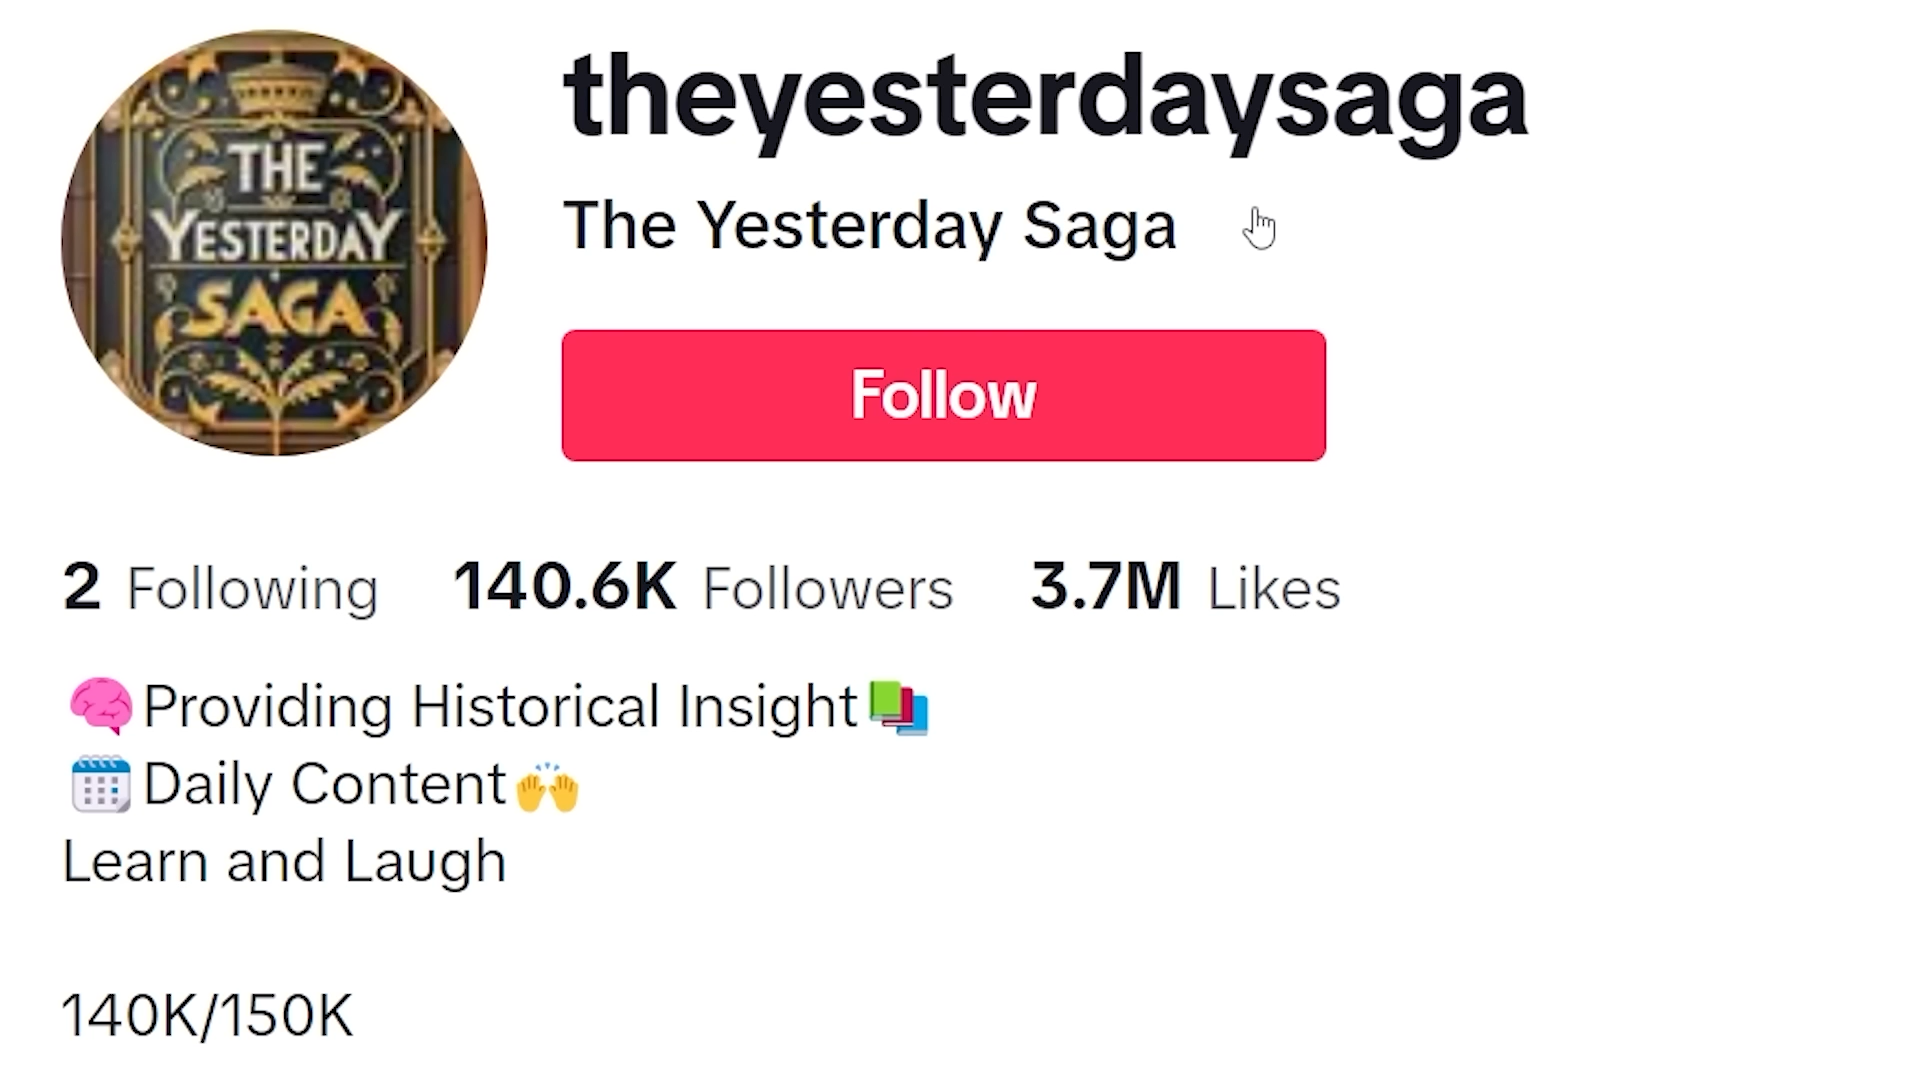 THE
YESTERDAY
SAGA
theyesterdaysaga
The Yesterday Saga
Follow
2 Following 140.6K Followers 3.7M Likes
🧠Providing Historical Insight📚
🗓️Daily Content🙌
Learn and Laugh
140K/150K